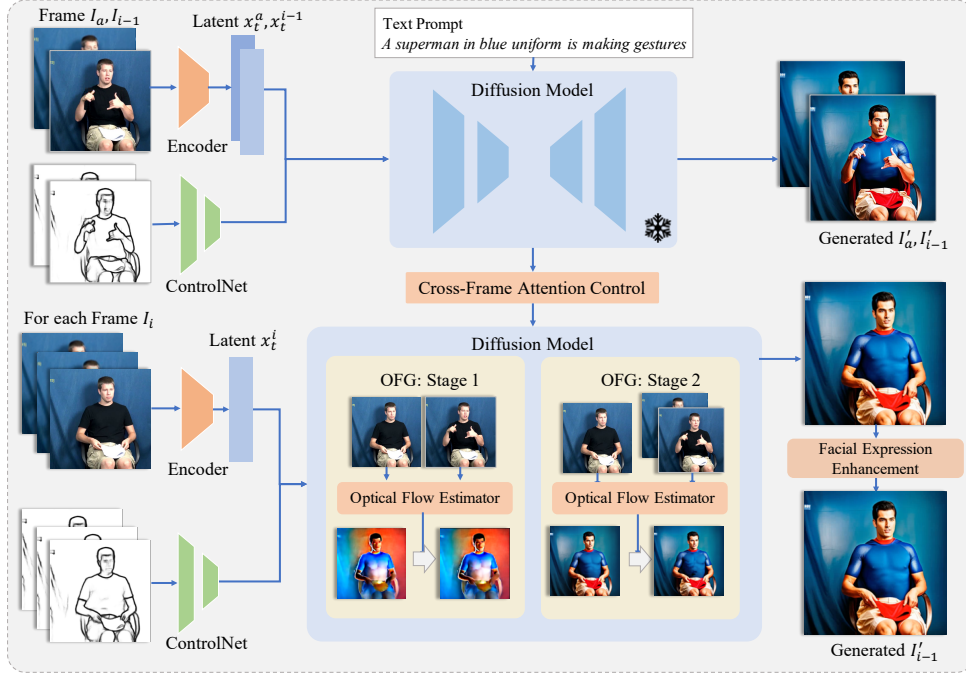 Frame I_a, I_{i-1}
Latent x_t^a, x_t^{i-1}
Text Prompt
A superman in blue uniform is making gestures
Diffusion Model
Encoder
ControlNet
Generated I'_a, I'_{i-1}
Cross-Frame Attention Control
For each Frame I_i
Latent x_t^i
Diffusion Model
OFG: Stage 1
OFG: Stage 2
Encoder
Optical Flow Estimator
Optical Flow Estimator
Facial Expression
Enhancement
ControlNet
Generated I'_{i-1}